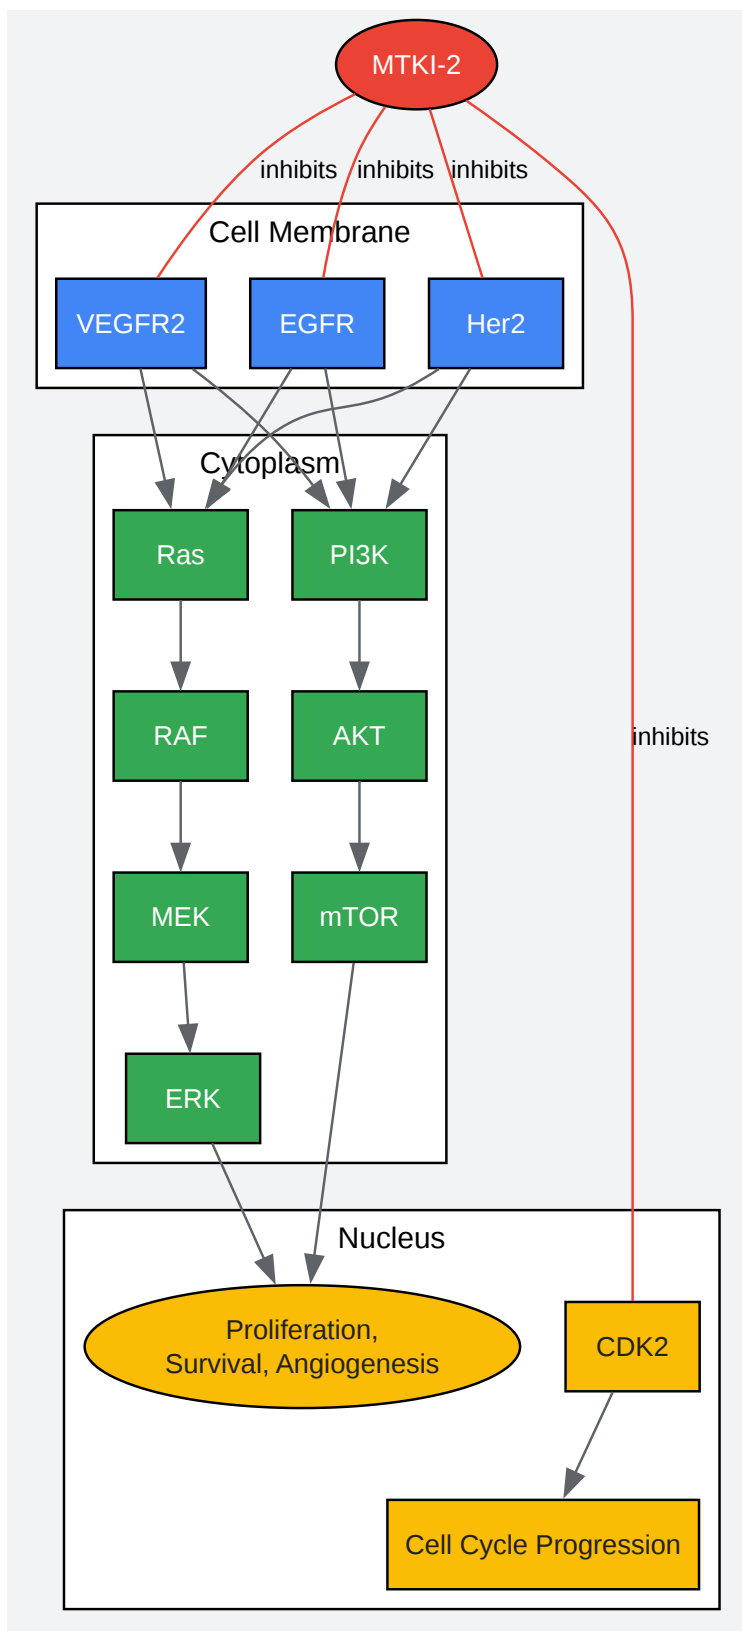 MTKI-2
inhibits
inhibits
inhibits
Cell Membrane
VEGFR2
EGFR
Her2
Cytoplasm
Ras
PI3K
RAF
AKT
inhibits
MEK
mTOR
ERK
Nucleus
Proliferation,
Survival, Angiogenesis
CDK2
Cell Cycle Progression